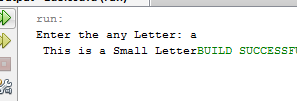 run:
Enter the any Letter: a
This is a Small LetterBUILD SUCCESSFU